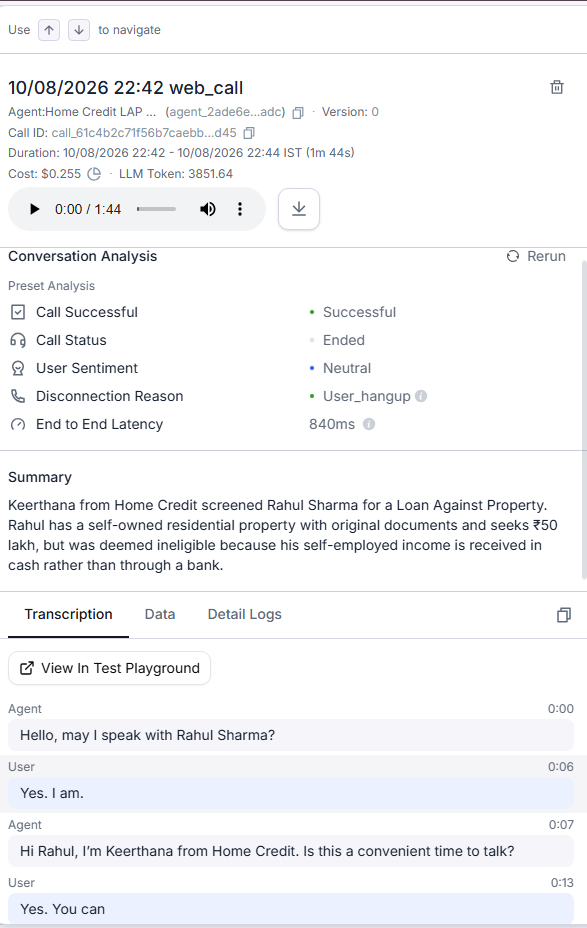 Use ↑ ↓ to navigate
10/08/2026 22:42 web_call
Agent:Home Credit LAP ... (agent_2ade6e...adc) · Version: 0
Call ID: call_61c4b2c71f56b7caebb...d45
Duration: 10/08/2026 22:42 - 10/08/2026 22:44 IST (1m 44s)
Cost: $0.255 · LLM Token: 3851.64
0:00 / 1:44
Conversation Analysis
Rerun
Preset Analysis
Call Successful
Successful
Call Status
Ended
User Sentiment
Neutral
Disconnection Reason
User_hangup
End to End Latency
840ms
Summary
Keerthana from Home Credit screened Rahul Sharma for a Loan Against Property.
Rahul has a self-owned residential property with original documents and seeks ₹50
lakh, but was deemed ineligible because his self-employed income is received in
cash rather than through a bank.
Transcription Data Detail Logs
View In Test Playground
Agent 0:00
Hello, may I speak with Rahul Sharma?
User 0:06
Yes. I am.
Agent 0:07
Hi Rahul, I’m Keerthana from Home Credit. Is this a convenient time to talk?
User 0:13
Yes. You can